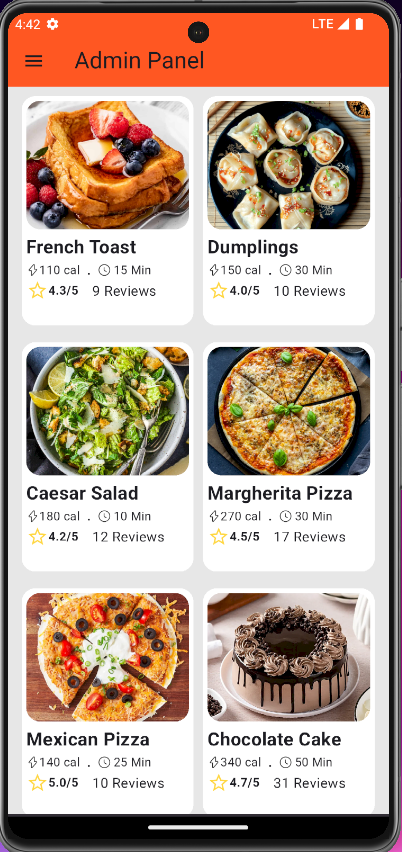 4:42 LTE
Admin Panel
French Toast
110 cal . 15 Min
4.3/5 9 Reviews
Dumplings
150 cal . 30 Min
4.0/5 10 Reviews
Caesar Salad
180 cal . 10 Min
4.2/5 12 Reviews
Margherita Pizza
270 cal . 30 Min
4.5/5 17 Reviews
Mexican Pizza
140 cal . 25 Min
5.0/5 10 Reviews
Chocolate Cake
340 cal . 50 Min
4.7/5 31 Reviews